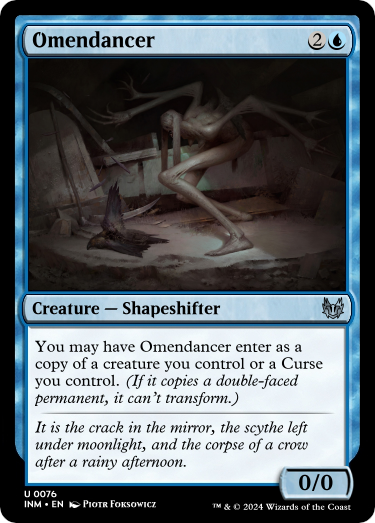 Omendancer 2
Creature — Shapeshifter
You may have Omendancer enter as a
copy of a creature you control or a Curse
you control. (If it copies a double-faced
permanent, it can't transform.)
It is the crack in the mirror, the scythe left
under moonlight, and the corpse of a crow
after a rainy afternoon.
0/0
U 0076
INM • EN Piotr Foksowicz
™ & © 2024 Wizards of the Coast